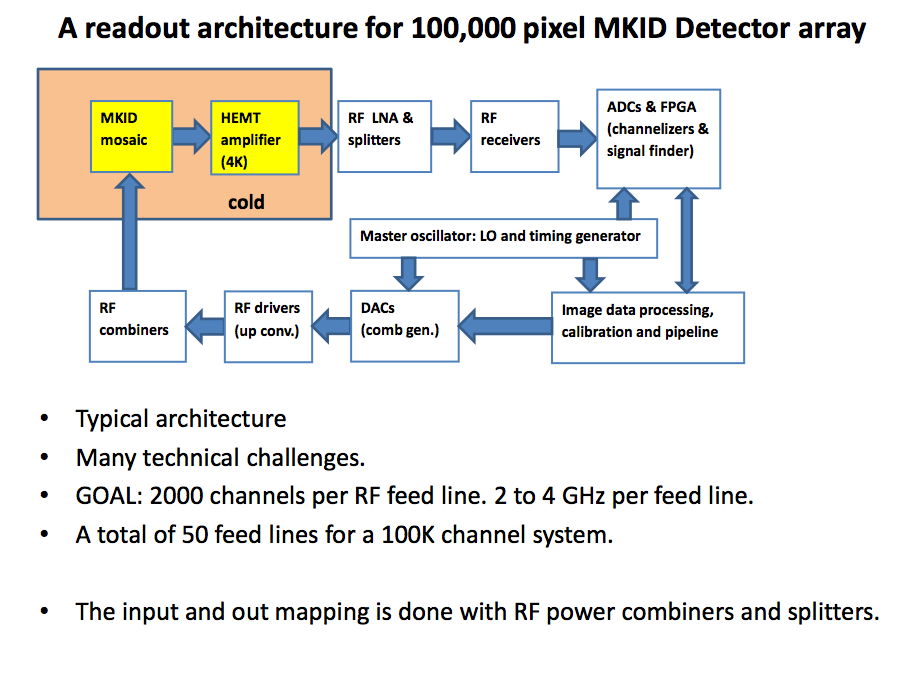 A readout architecture for 100,000 pixel MKID Detector array
MKID
mosaic
HEMT
amplifier
(4K)
cold
RF LNA &
splitters
RF
receivers
ADCs & FPGA
(channelizers &
signal finder)
Master oscillator: LO and timing generator
RF
combiners
RF drivers
(up conv.)
DACs
(comb gen.)
Image data processing,
calibration and pipeline
• Typical architecture
• Many technical challenges.
• GOAL: 2000 channels per RF feed line. 2 to 4 GHz per feed line.
• A total of 50 feed lines for a 100K channel system.
• The input and out mapping is done with RF power combiners and splitters.